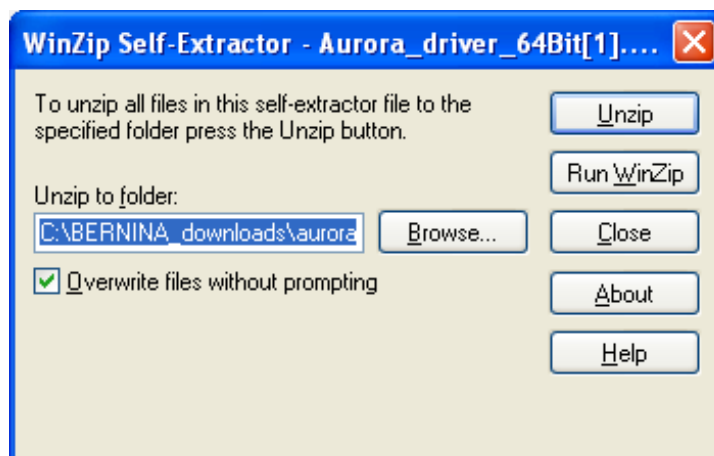 WinZip Self-Extractor - Aurora_driver_64Bit[1]....
To unzip all files in this self-extractor file to the
specified folder press the Unzip button.
Unzip to folder:
C:\BERNINA_downloads\aurora
Browse...
Overwrite files without prompting
Unzip
Run WinZip
Close
About
Help